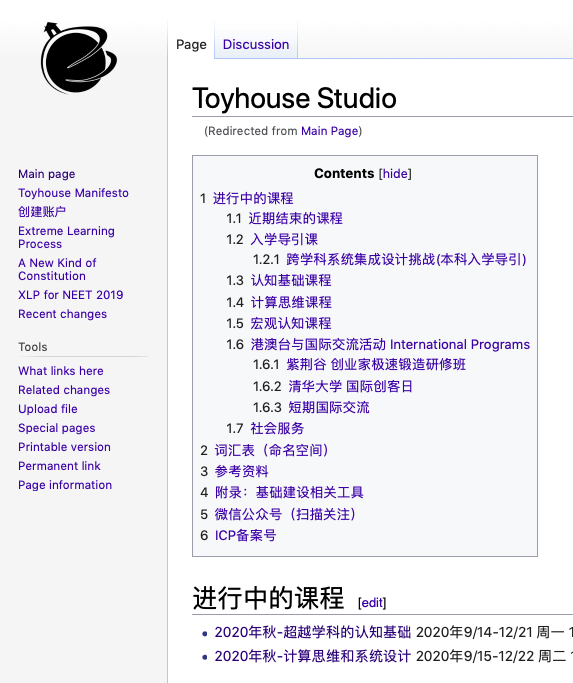 Page
Discussion
Toyhouse Studio
(Redirected from Main Page)
Main page
Toyhouse Manifesto
创建账户
Extreme Learning
Process
A New Kind of
Constitution
XLP for NEET 2019
Recent changes
Tools
What links here
Related changes
Upload file
Special pages
Printable version
Permanent link
Page information
Contents [hide]
1 进行中的课程
1.1 近期结束的课程
1.2 入学导引课
1.2.1 跨学科系统集成设计挑战(本科入学导引)
1.3 认知基础课程
1.4 计算思维课程
1.5 宏观认知课程
1.6 港澳台与国际交流活动 International Programs
1.6.1 紫荆谷 创业家极速锻造研修班
1.6.2 清华大学 国际创客日
1.6.3 短期国际交流
1.7 社会服务
2 词汇表（命名空间）
3 参考资料
4 附录：基础建设相关工具
5 微信公众号（扫描关注）
6 ICP备案号
进行中的课程 [edit]
2020年秋-超越学科的认知基础 2020年9/14-12/21 周一
2020年秋-计算思维和系统设计 2020年9/15-12/22 周二